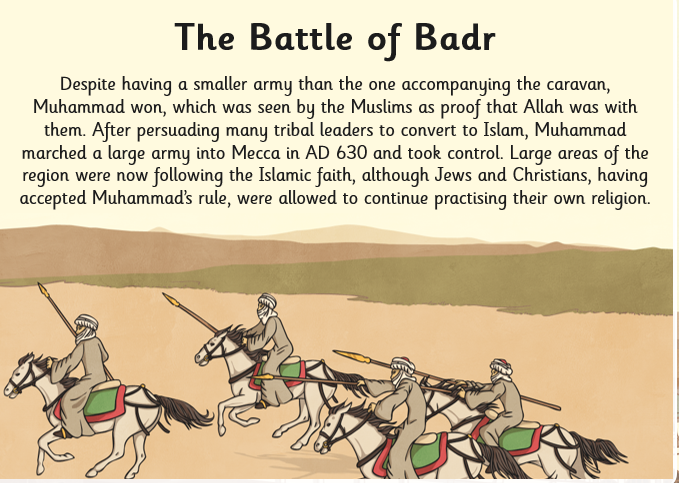 The Battle of Badr
Despite having a smaller army than the one accompanying the caravan,
Muhammad won, which was seen by the Muslims as proof that Allah was with
them. After persuading many tribal leaders to convert to Islam, Muhammad
marched a large army into Mecca in AD 630 and took control. Large areas of the
region were now following the Islamic faith, although Jews and Christians, having
accepted Muhammad's rule, were allowed to continue practising their own religion.